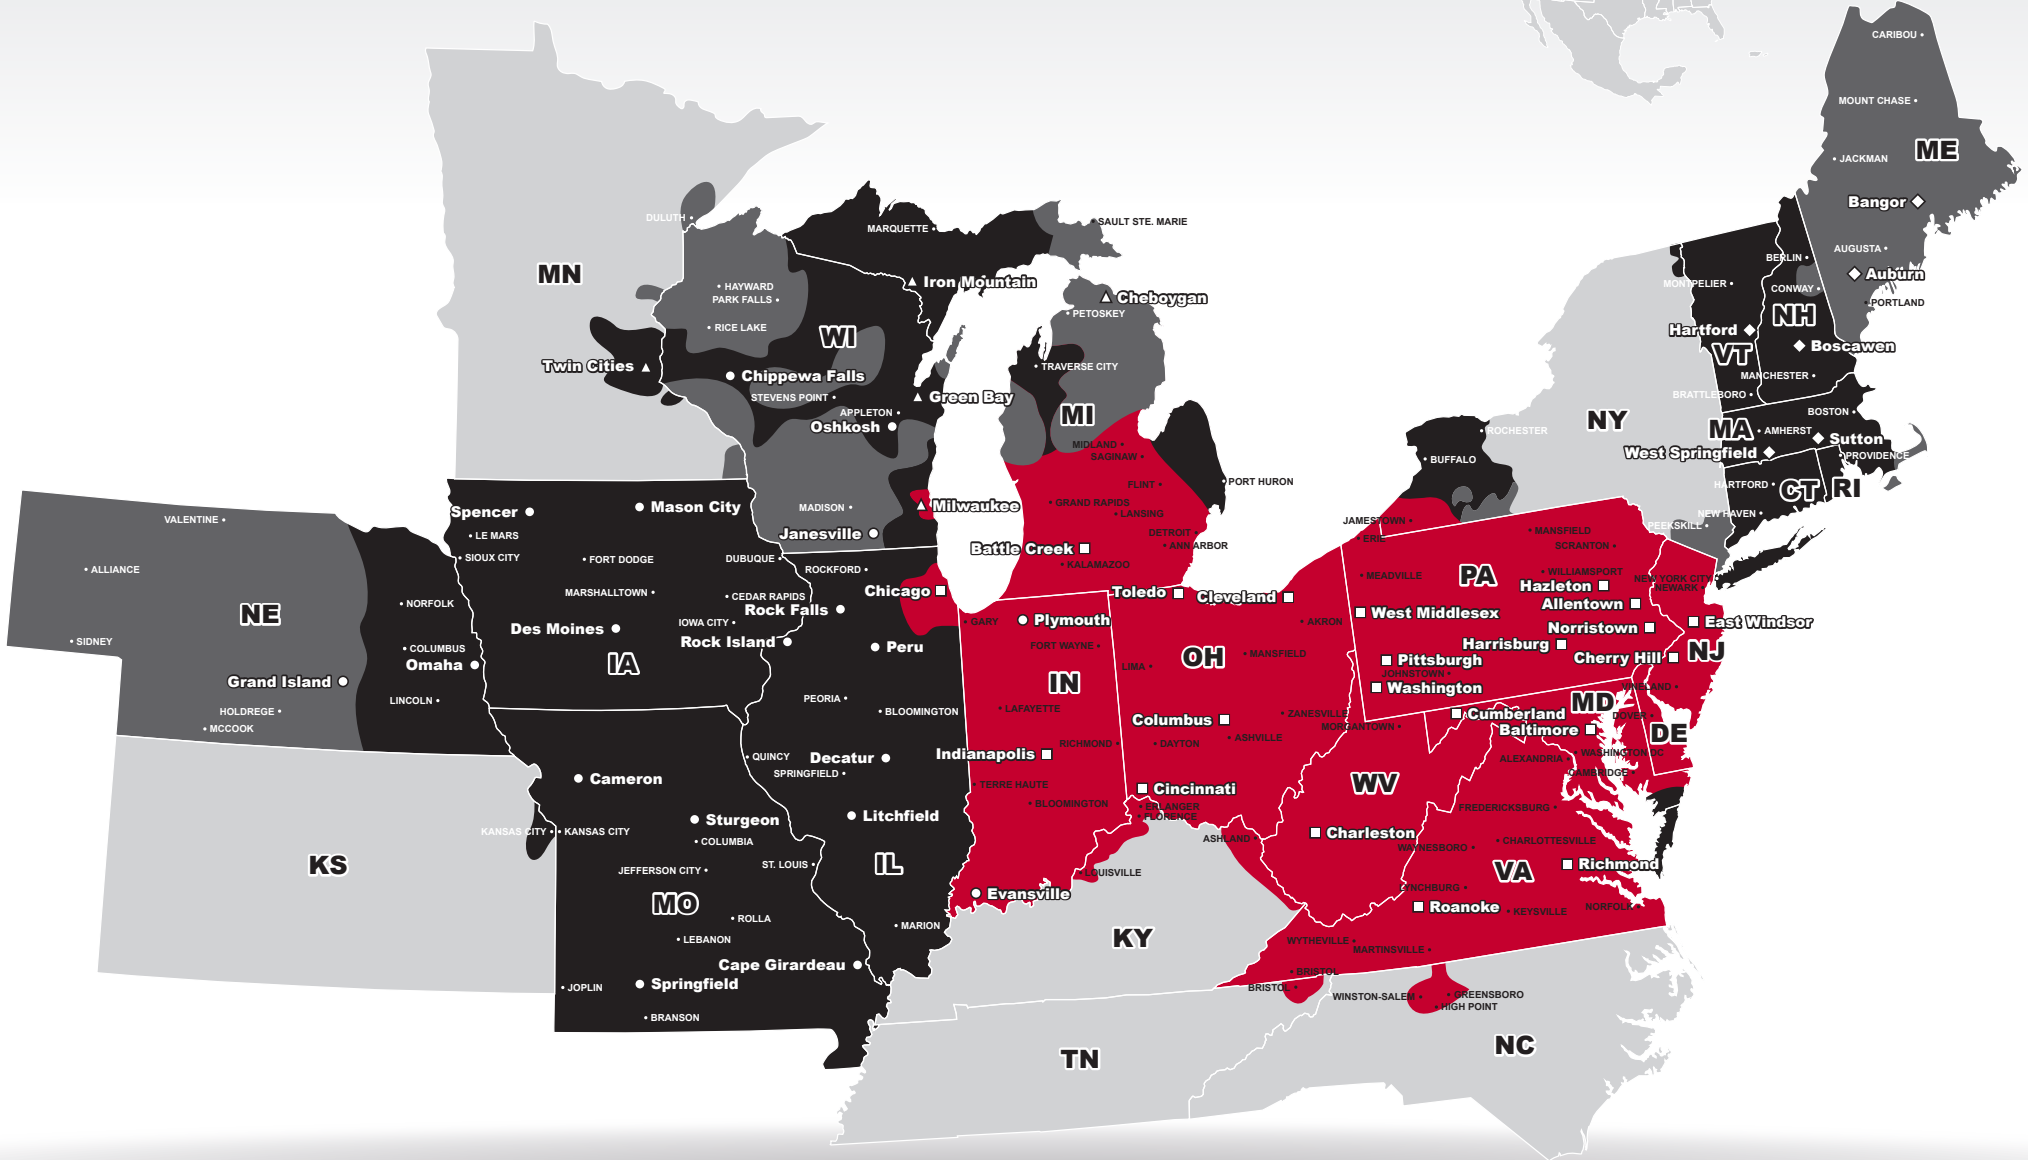 CARIBOU
MOUNT CHASE
ME
JACKMAN
Bangor
DULUTH
MARQUETTE
SAULT STE. MARIE
AUGUSTA
BERLIN
MN
Iron Mountain
Auburn
HAYWARD
PARK FALLS
Cheboygan
MONTPELIER
CONWAY
PORTLAND
PETOSKEY
NH
RICE LAKE
WI
Hartford
VT
Boscawen
Twin Cities
TRAVERSE CITY
Chippewa Falls
MANCHESTER
STEVENS POINT
Green Bay
BRATTLEBORO
APPLETON
MI
NY
BOSTON
Oshkosh
ROCHESTER
MA
AMHERST
Sutton
MIDLAND
SAGINAW
BUFFALO
West Springfield
PROVIDENCE
FLINT
PORT HURON
HARTFORD
CT
RI
Spencer
Mason City
MADISON
Milwaukee
GRAND RAPIDS
LANSING
NEW HAVEN
VALENTINE
JAMESTOWN
PEEKSKILL
LE MARS
Janesville
DETROIT
ERIE
MANSFIELD
SIOUX CITY
FORT DODGE
DUBUQUE
Battle Creek
ANN ARBOR
SCRANTON
ALLIANCE
ROCKFORD
KALAMAZOO
MEADVILLE
PA
WILLIAMSPORT
NEW YORK CITY
NEWARK
MARSHALLTOWN
CEDAR RAPIDS
Chicago
Toledo
Cleveland
Hazleton
NORFOLK
Rock Falls
Allentown
NE
IOWA CITY
GARY
Plymouth
AKRON
West Middlesex
East Windsor
Des Moines
Norristown
SIDNEY
COLUMBUS
Rock Island
Peru
FORT WAYNE
Harrisburg
NJ
Omaha
IA
LIMA
OH
MANSFIELD
Pittsburgh
Cherry Hill
JOHNSTOWN
Grand Island
IN
Washington
VINELAND
LINCOLN
PEORIA
HOLDREGE
BLOOMINGTON
LAFAYETTE
Columbus
ZANESVILLE
Cumberland
MD
DOVER
MCCOOK
MORGANTOWN
Baltimore
DE
RICHMOND
DAYTON
ASHVILLE
QUINCY
Decatur
Indianapolis
ALEXANDRIA
WASHINGTON DC
SPRINGFIELD
CAMBRIDGE
Cameron
TERRE HAUTE
Cincinnati
WV
BLOOMINGTON
ERLANGER
FREDERICKSBURG
Sturgeon
Litchfield
FLORENCE
KANSAS CITY
KANSAS CITY
COLUMBIA
ASHLAND
Charleston
WAYNESBORO
CHARLOTTESVILLE
KS
JEFFERSON CITY
ST. LOUIS
IL
LOUISVILLE
VA
Richmond
Evansville
LYNCHBURG
MO
Roanoke
KEYSVILLE
NORFOLK
ROLLA
MARION
LEBANON
KY
WYTHEVILLE
MARTINSVILLE
Cape Girardeau
BRISTOL
JOPLIN
Springfield
BRISTOL
WINSTON-SALEM
GREENSBORO
HIGH POINT
BRANSON
TN
NC